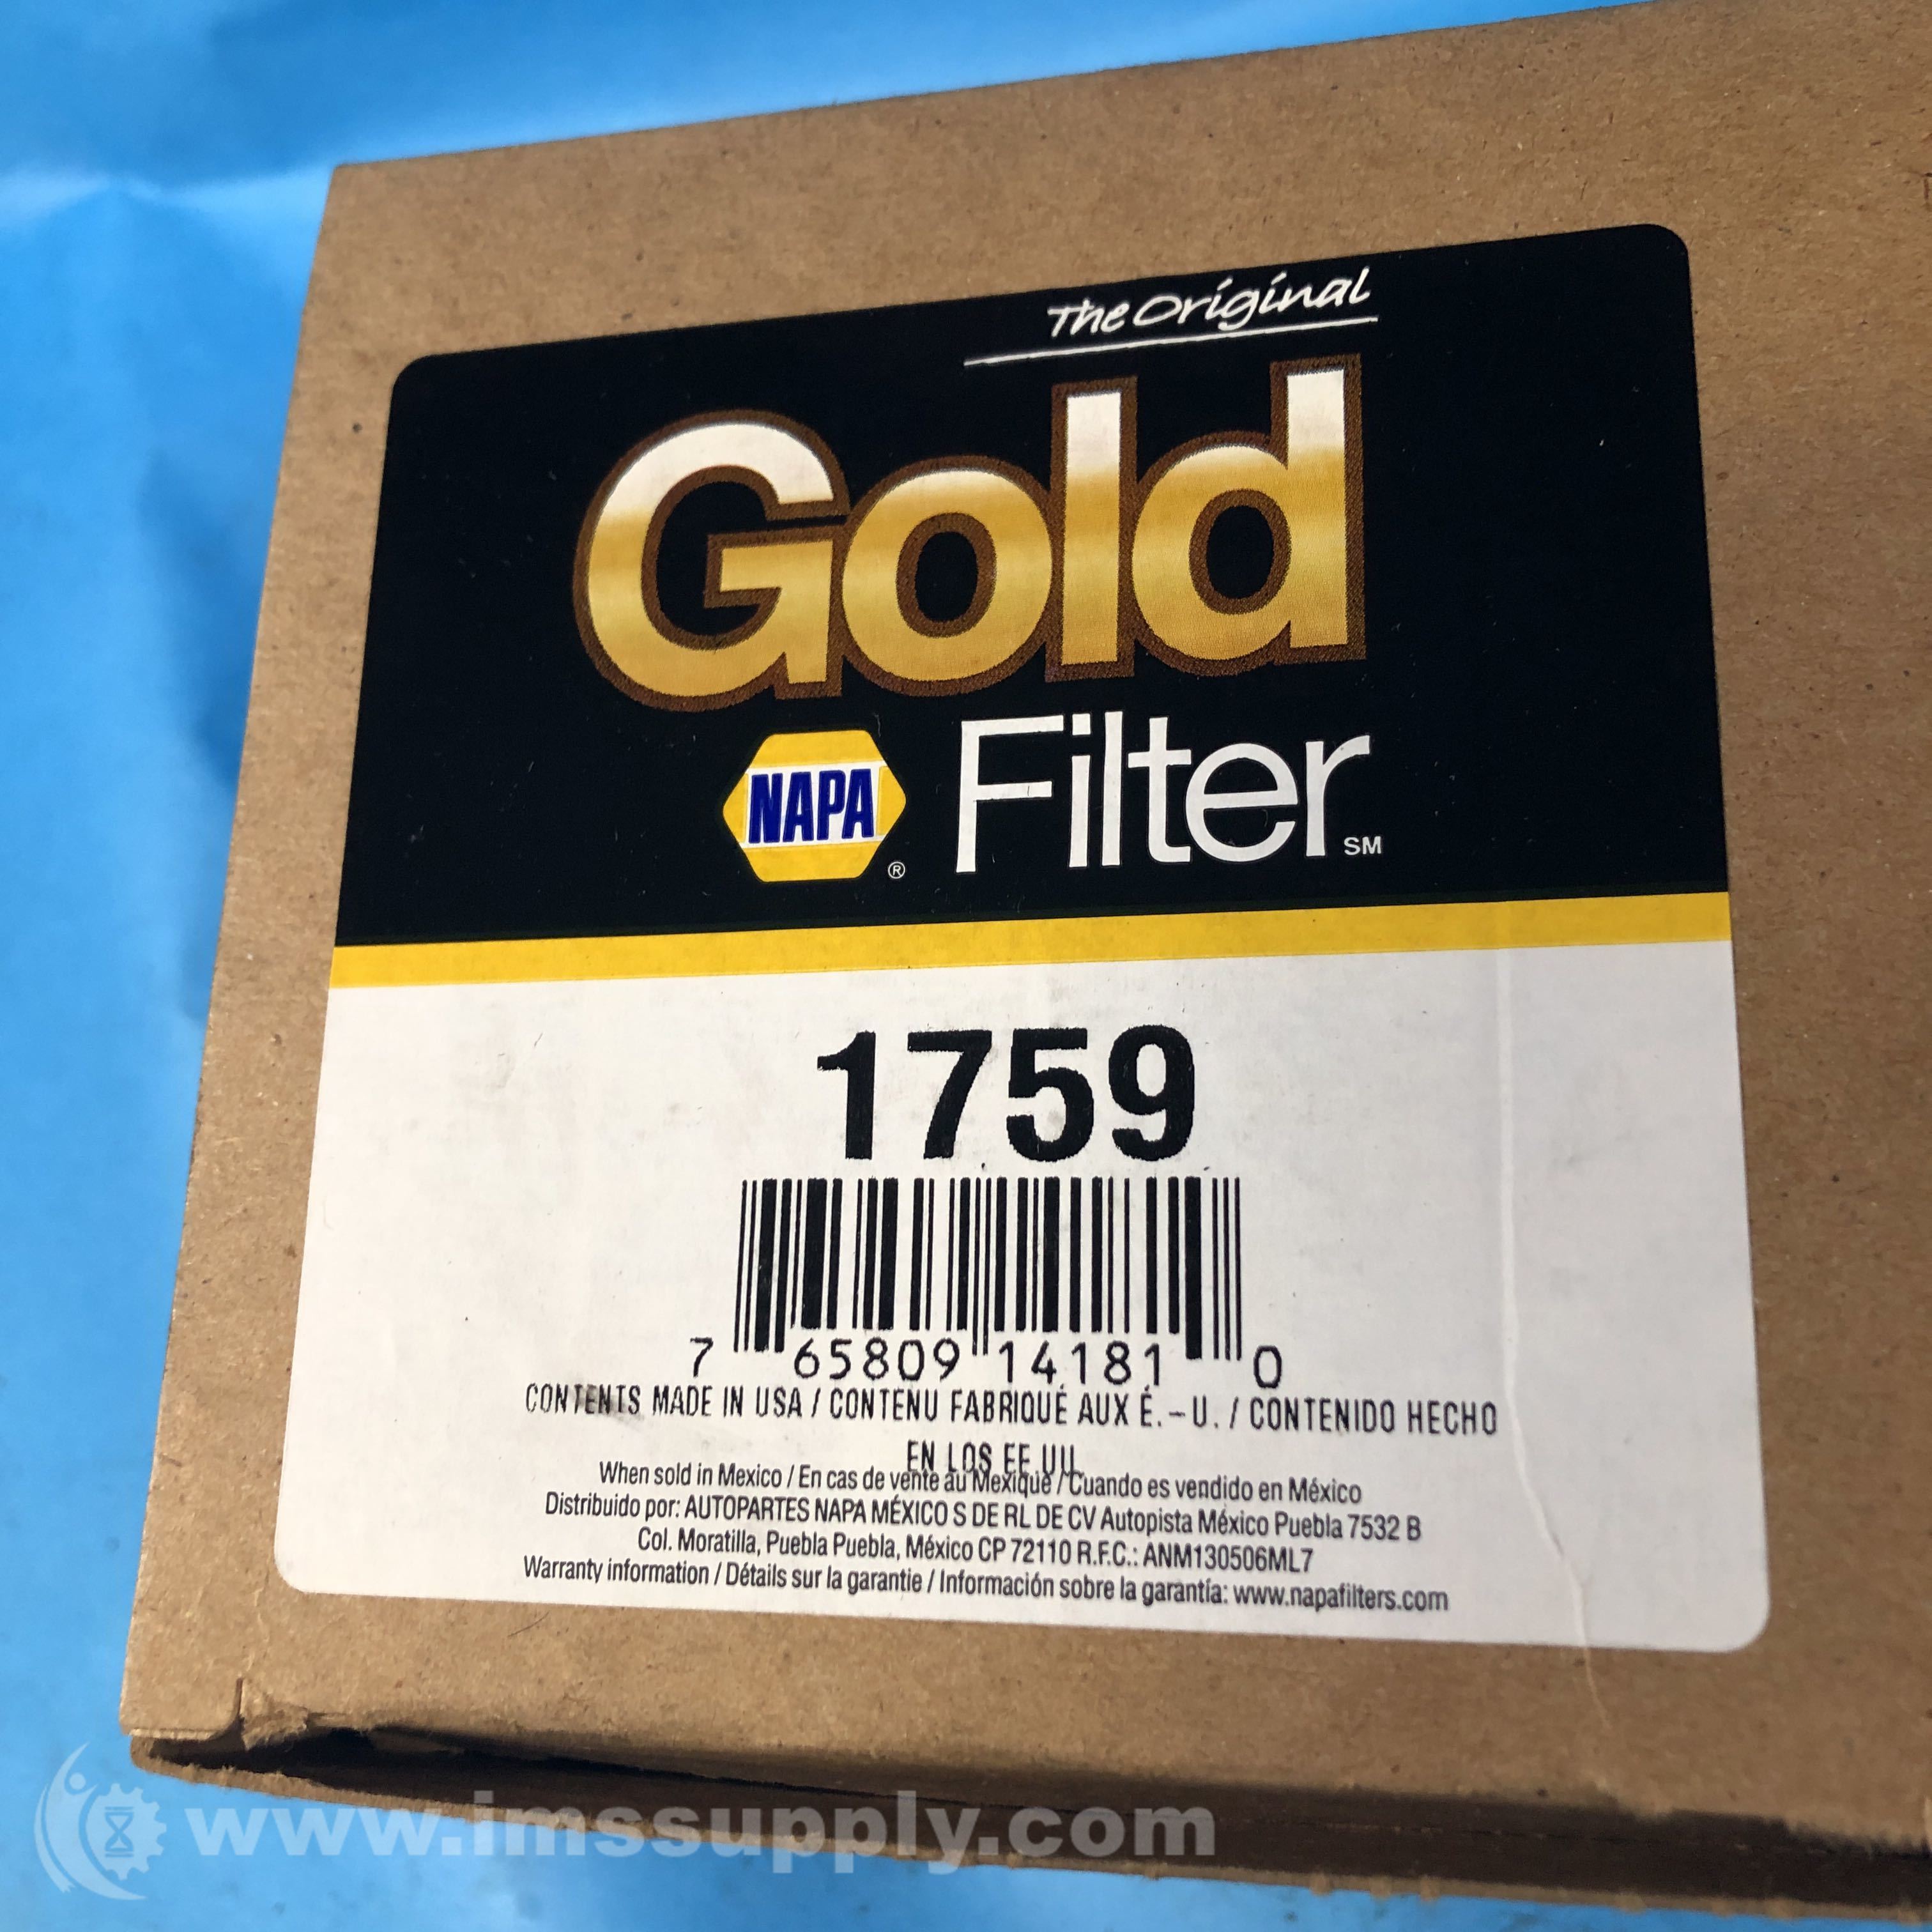 The Original
Gold
NAPA® Filter SM
1759
7 65809 14181 0
CONTENTS MADE IN USA / CONTENU FABRIQUÉ AUX É.-U. / CONTENIDO HECHO
EN LOS EE.UU.
When sold in Mexico / En cas de vente au Mexique / Cuando es vendido en México
Distribuido por: AUTOPARTES NAPA MÉXICO S DE RL DE CV Autopista México Puebla 7532 B
Col. Moratilla, Puebla Puebla, México CP 72110 R.F.C.: ANM130506ML7
Warranty information / Détails sur la garantie / Información sobre la garantía: www.napafilters.com
www.imssupply.com